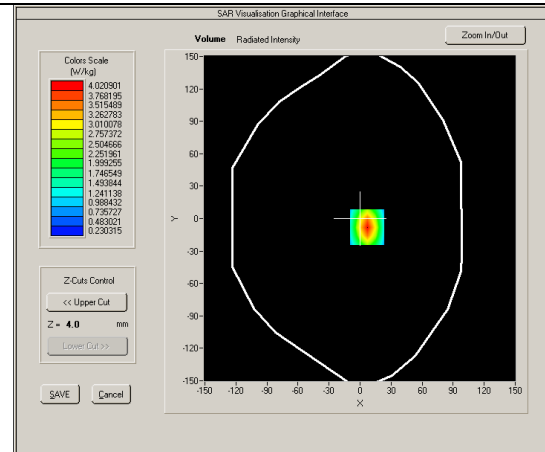 SAR Visualisation Graphical Interface
Volume Radiated Intensity
Zoom In/Out
Colors Scale
(W/kg)
4.020901
3.768195
3.515489
3.262783
3.010078
2.757372
2.504666
2.251961
1.999255
1.746549
1.493844
1.241138
0.988432
0.735727
0.483021
0.230315
Z-Cuts Control
<< Upper Cut
Z = 4.0 mm
Lower Cut >>
SAVE Cancel
150
120
90
60
30
0
-30
-60
-90
-120
-150
Y
-150 -120 -90 -60 -30 0 30 60 90 120 150
X